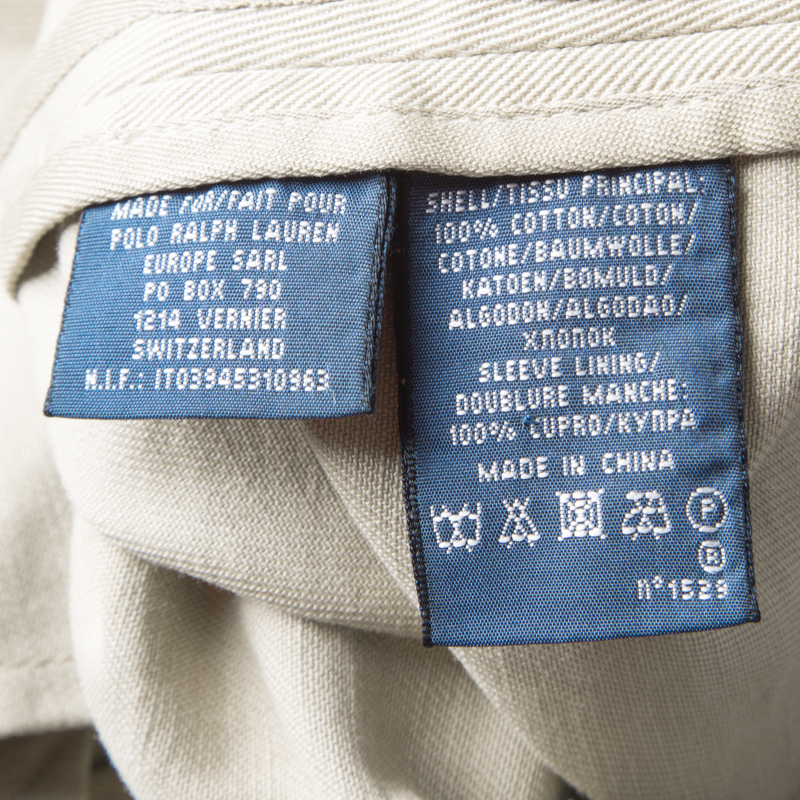 MADE FOR/FAIT POUR
POLO RALPH LAUREN
EUROPE SARL
PO BOX 790
1214 VERNIER
SWITZERLAND
N.I.F.: IT03945310963
SHELL/TISSU PRINCIPAL:
100% COTTON/COTON/
COTONE/BAUMWOLLE/
KATOEN/BOMULD/
ALGODON/ALGODAO/
ХЛОПОК
SLEEVE LINING/
DOUBLURE MANCHE:
100% CUPRO/КУПРА
MADE IN CHINA
P
R
n°1529